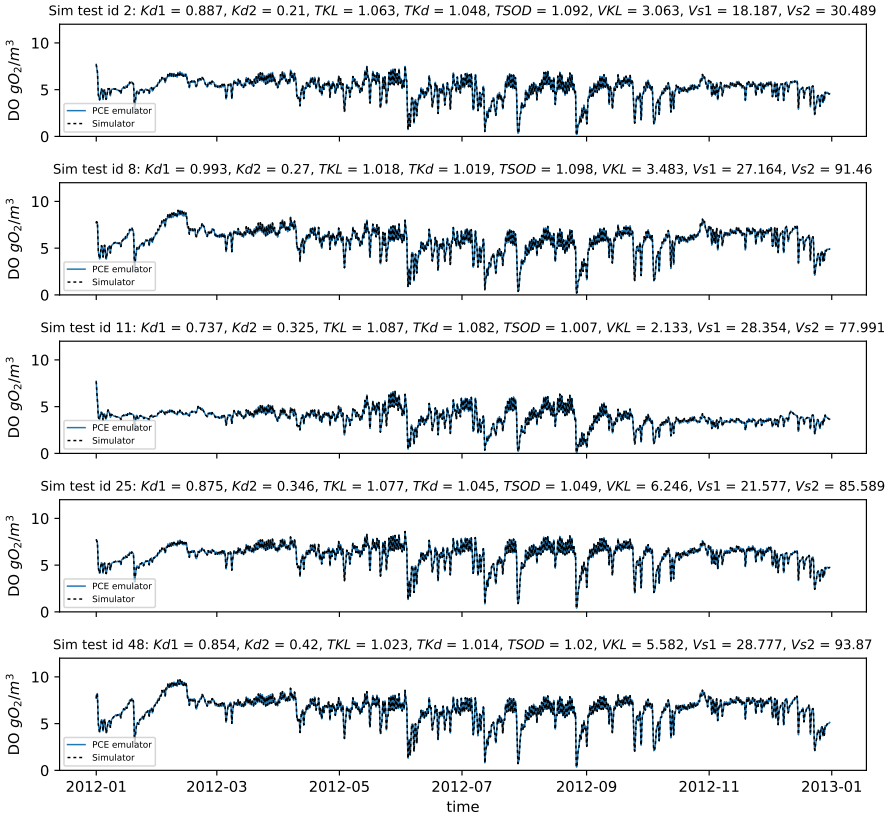 Sim test id 2: Kd1 = 0.887, Kd2 = 0.21, TKL = 1.063, TKd = 1.048, TSOD = 1.092, VKL = 3.063, Vs1 = 18.187, Vs2 = 30.489
10
5
0
DO gO₂/m³
PCE emulator
Simulator
Sim test id 8: Kd1 = 0.993, Kd2 = 0.27, TKL = 1.018, TKd = 1.019, TSOD = 1.098, VKL = 3.483, Vs1 = 27.164, Vs2 = 91.46
10
5
0
DO gO₂/m³
PCE emulator
Simulator
Sim test id 11: Kd1 = 0.737, Kd2 = 0.325, TKL = 1.087, TKd = 1.082, TSOD = 1.007, VKL = 2.133, Vs1 = 28.354, Vs2 = 77.991
10
5
0
DO gO₂/m³
PCE emulator
Simulator
Sim test id 25: Kd1 = 0.875, Kd2 = 0.346, TKL = 1.077, TKd = 1.045, TSOD = 1.049, VKL = 6.246, Vs1 = 21.577, Vs2 = 85.589
10
5
0
DO gO₂/m³
PCE emulator
Simulator
Sim test id 48: Kd1 = 0.854, Kd2 = 0.42, TKL = 1.023, TKd = 1.014, TSOD = 1.02, VKL = 5.582, Vs1 = 28.777, Vs2 = 93.87
10
5
0
DO gO₂/m³
PCE emulator
Simulator
2012-01 2012-03 2012-05 2012-07 2012-09 2012-11 2013-01
time